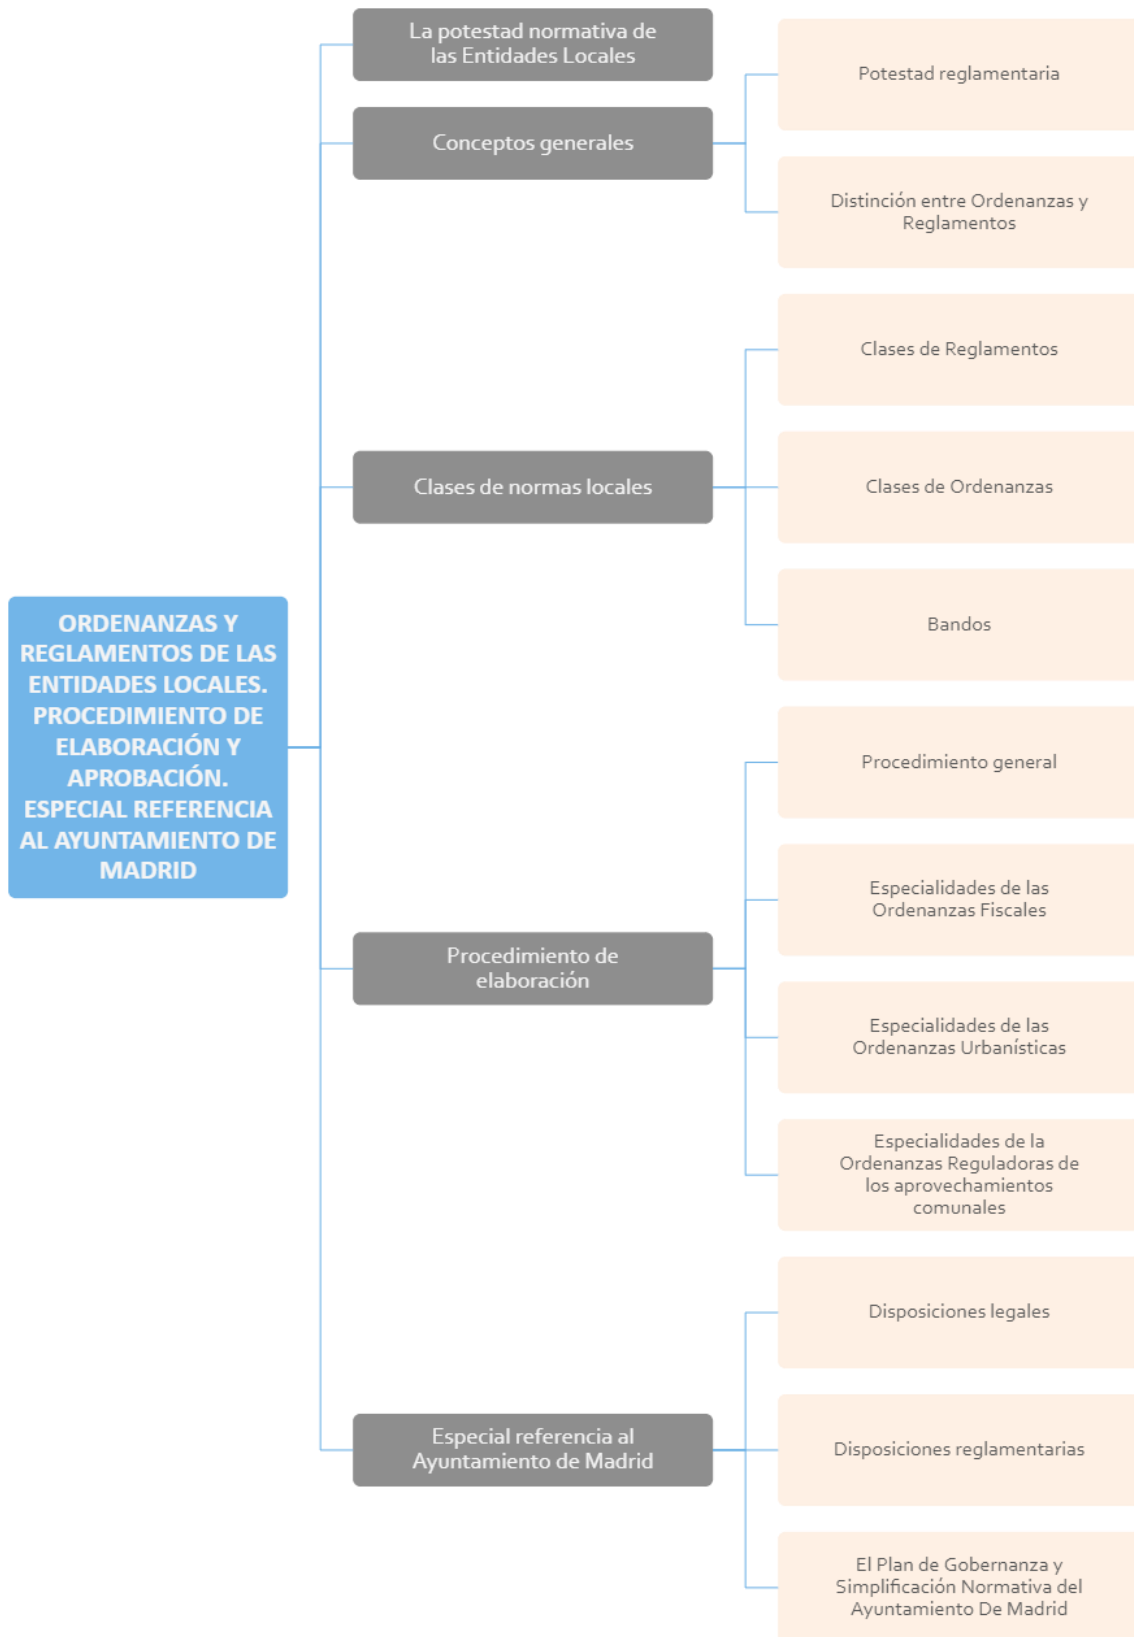 ORDENANZAS Y
REGLAMENTOS DE LAS
ENTIDADES LOCALES.
PROCEDIMIENTO DE
ELABORACIÓN Y
APROBACIÓN.
ESPECIAL REFERENCIA
AL AYUNTAMIENTO DE
MADRID
La potestad normativa de
las Entidades Locales
Conceptos generales
Potestad reglamentaria
Distinción entre Ordenanzas y
Reglamentos
Clases de normas locales
Clases de Reglamentos
Clases de Ordenanzas
Bandos
Procedimiento de
elaboración
Procedimiento general
Especialidades de las
Ordenanzas Fiscales
Especialidades de las
Ordenanzas Urbanísticas
Especialidades de la
Ordenanzas Reguladoras de
los aprovechamientos
comunales
Especial referencia al
Ayuntamiento de Madrid
Disposiciones legales
Disposiciones reglamentarias
El Plan de Gobernanza y
Simplificación Normativa del
Ayuntamiento De Madrid